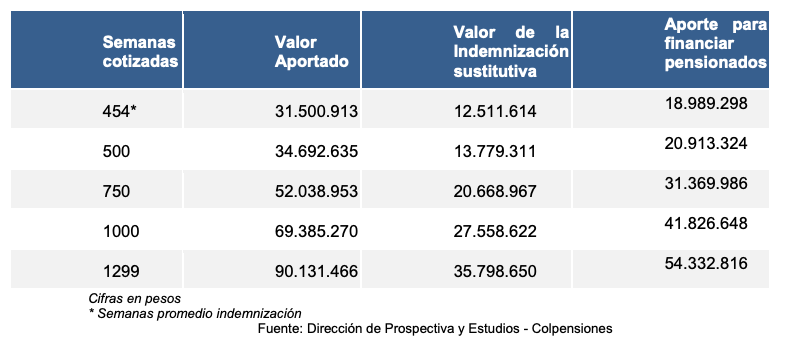 Semanas cotizadas Valor Aportado Valor de la Indemnización sustitutiva Aporte para financiar pensionados
454* 31.500.913 12.511.614 18.989.298
500 34.692.635 13.779.311 20.913.324
750 52.038.953 20.668.967 31.369.986
1000 69.385.270 27.558.622 41.826.648
1299 90.131.466 35.798.650 54.332.816
Cifras en pesos
* Semanas promedio indemnización
Fuente: Dirección de Prospectiva y Estudios - Colpensiones